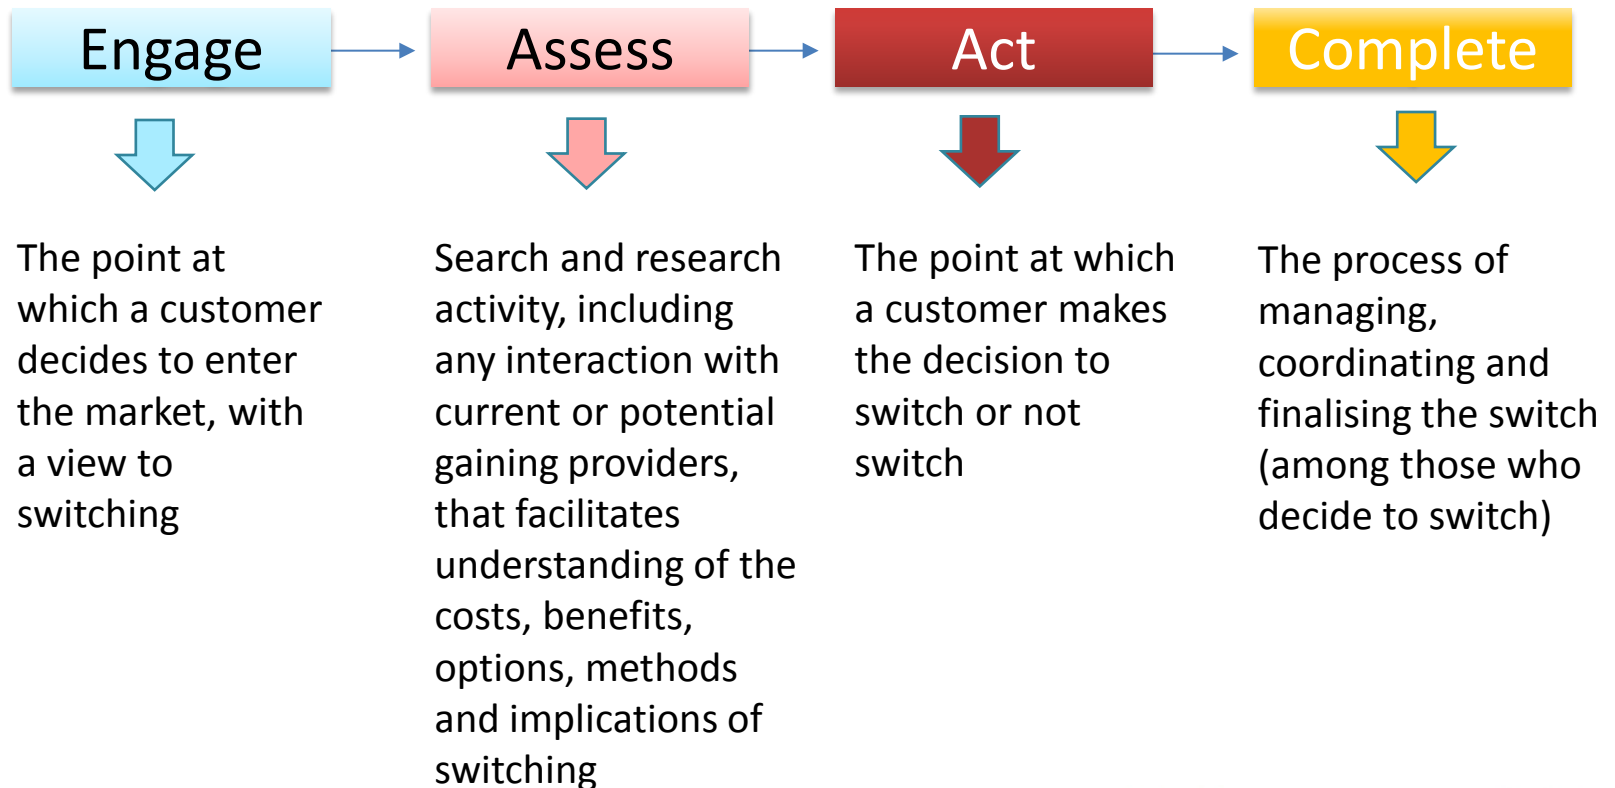 Engage
Assess
Act
Complete
The point at
which a customer
decides to enter
the market, with
a view to
switching
Search and research
activity, including
any interaction with
current or potential
gaining providers,
that facilitates
understanding of the
costs, benefits,
options, methods
and implications of
switching
The point at which
a customer makes
the decision to
switch or not
switch
The process of
managing,
coordinating and
finalising the switch
(among those who
decide to switch)